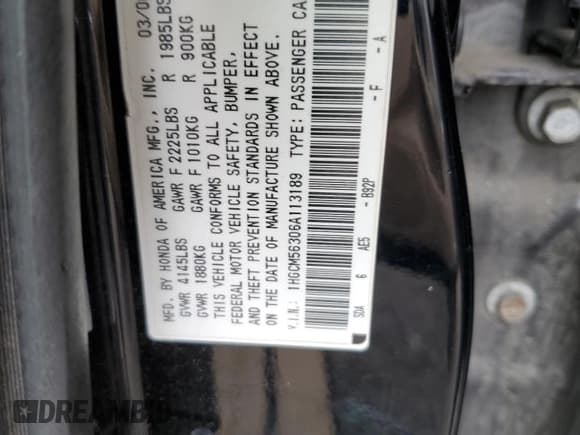 MFD. BY HONDA OF AMERICA MFG., INC. 03/0
GVWR 4145LBS GAWR F 2225LBS R 1985LBS
GVWR 1880KG GAWR F 1010KG R 900KG
THIS VEHICLE CONFORMS TO ALL APPLICABLE
FEDERAL MOTOR VEHICLE SAFETY, BUMPER,
AND THEFT PREVENTION STANDARDS IN EFFECT
ON THE DATE OF MANUFACTURE SHOWN ABOVE.
V.I.N.: 1HGCM56306A113189 TYPE: PASSENGER CA
SDA 6 AE5 - B92P - F - A
DREAMBID